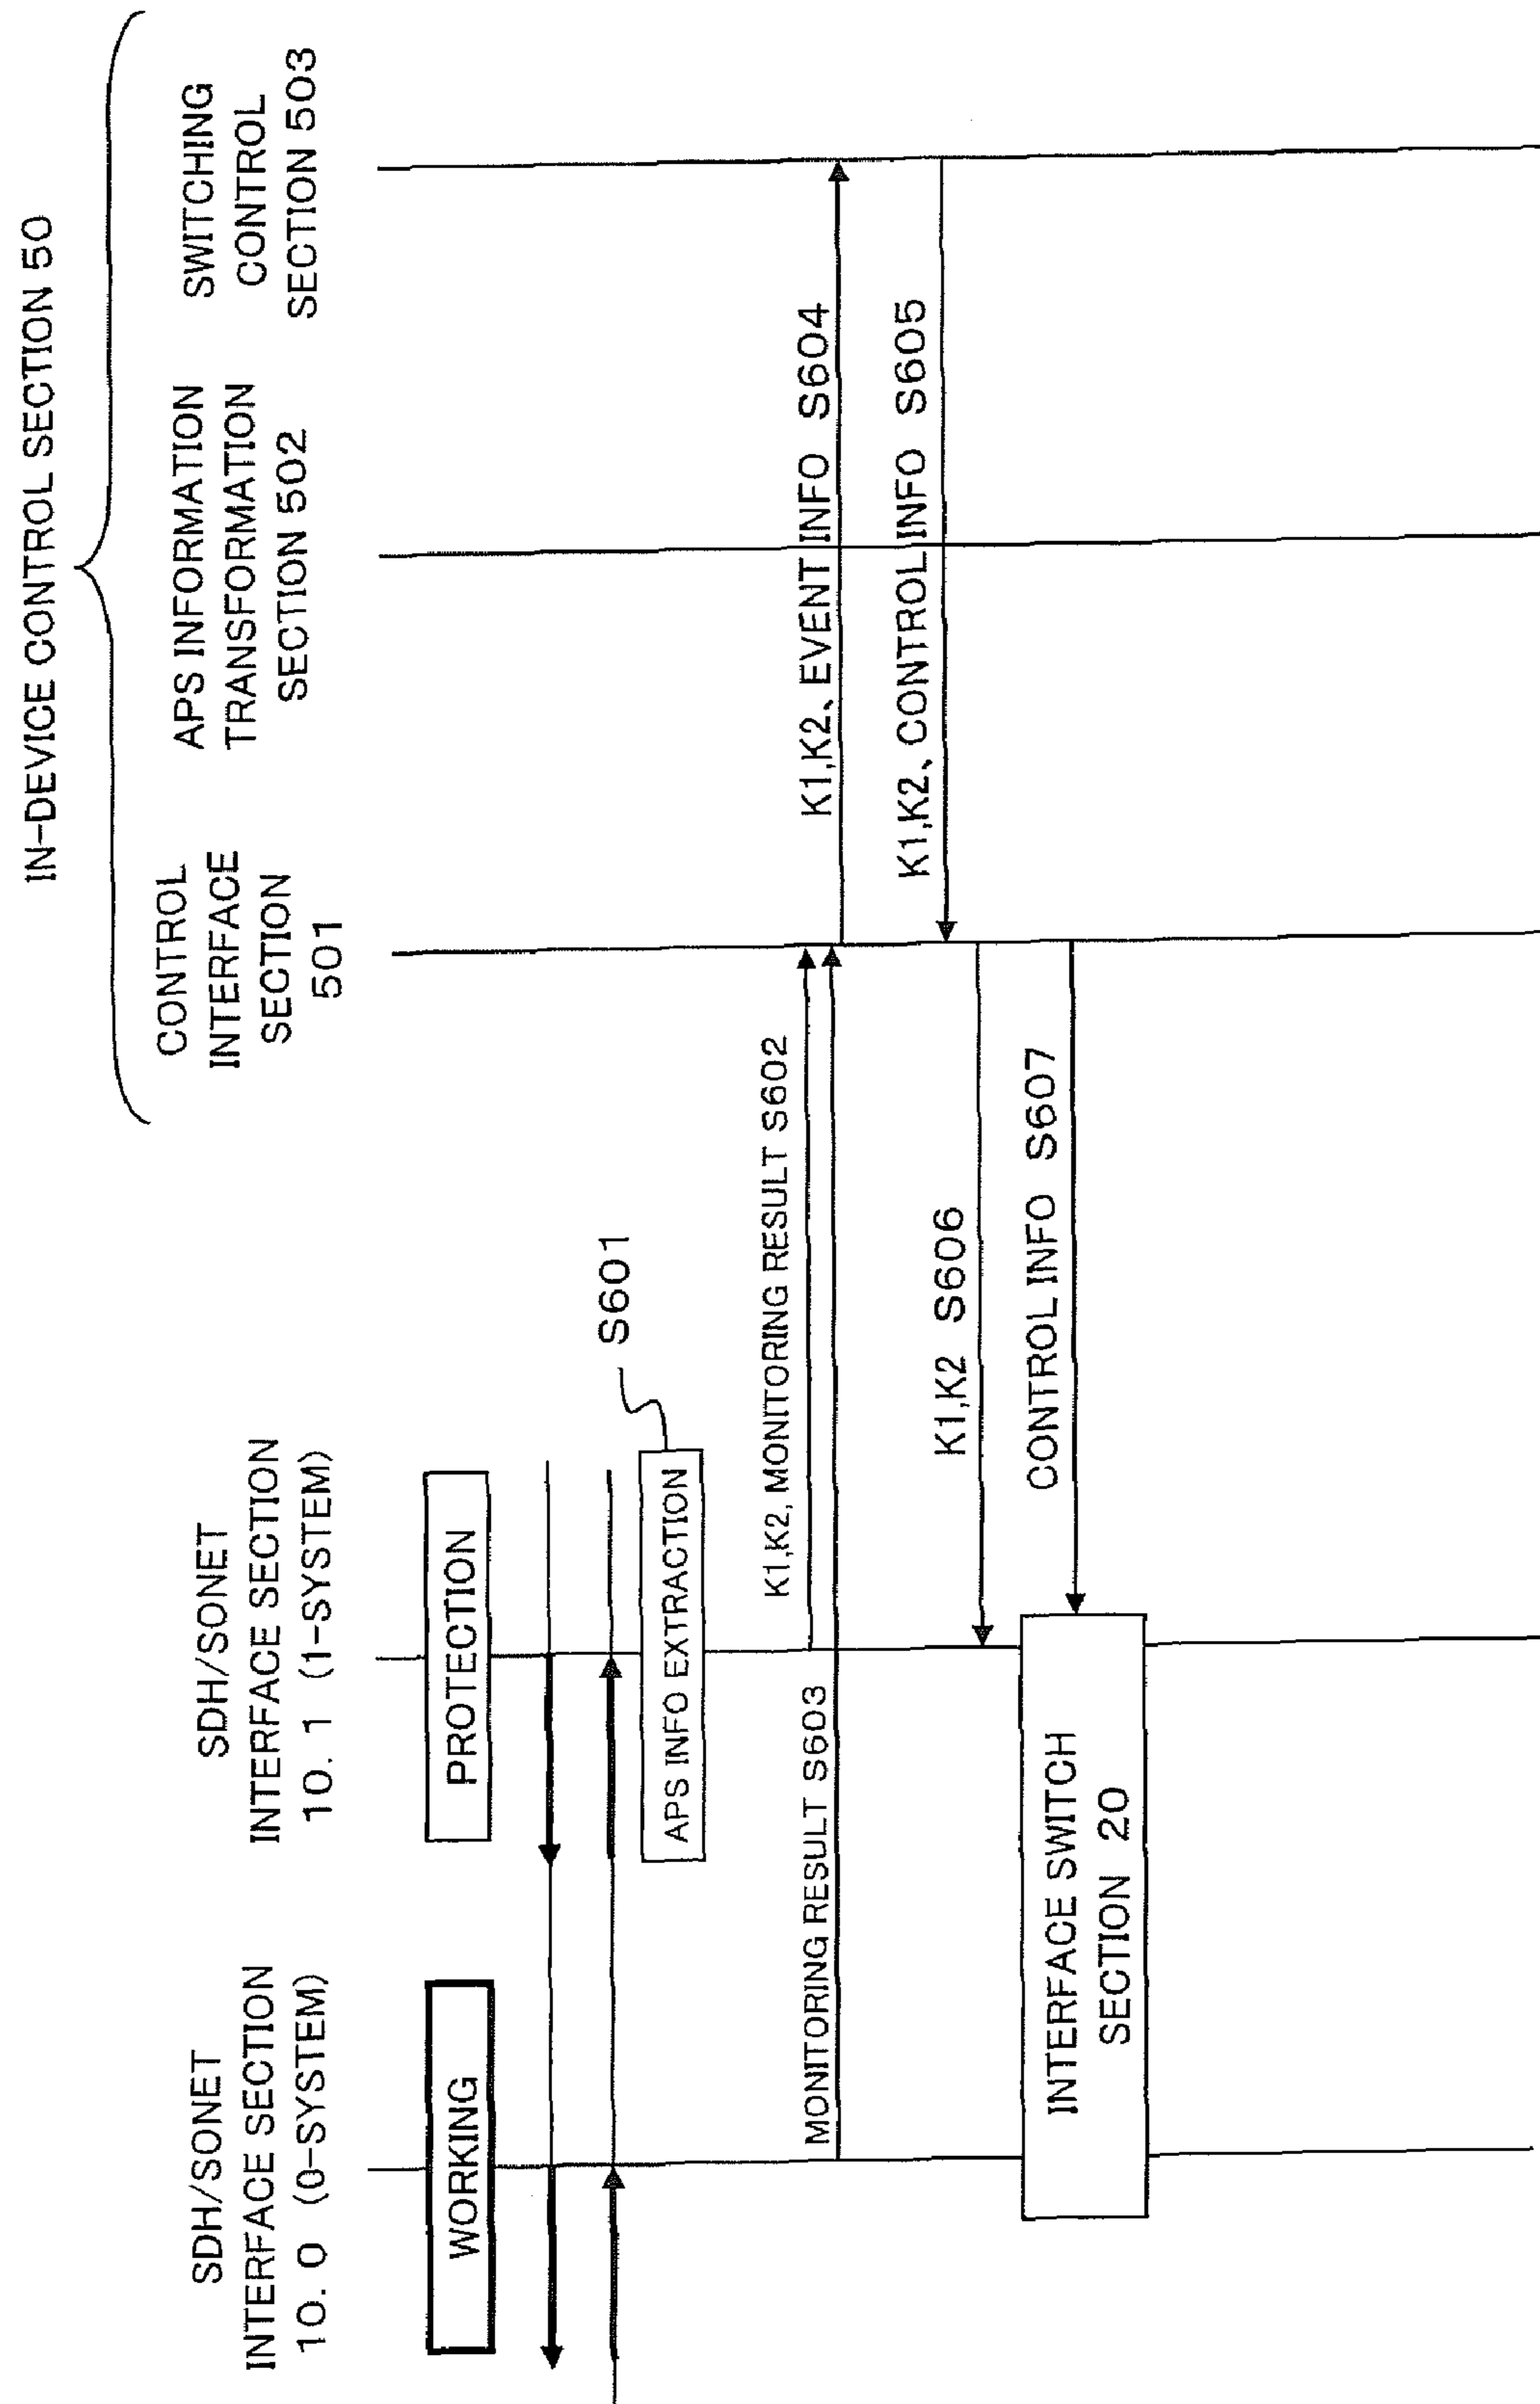 IN-DEVICE CONTROL SECTION 50
SDH/SONET
INTERFACE SECTION
10. 0 (0-SYSTEM)
SDH/SONET
INTERFACE SECTION
10. 1 (1-SYSTEM)
CONTROL
INTERFACE
SECTION
501
APS INFORMATION
TRANSFORMATION
SECTION 502
SWITCHING
CONTROL
SECTION 503
WORKING
PROTECTION
S601
APS INFO EXTRACTION
K1,K2, MONITORING RESULT S602
MONITORING RESULT S603
K1,K2、EVENT INFO S604
K1,K2、CONTROL INFO S605
K1,K2 S606
CONTROL INFO S607
INTERFACE SWITCH
SECTION 20